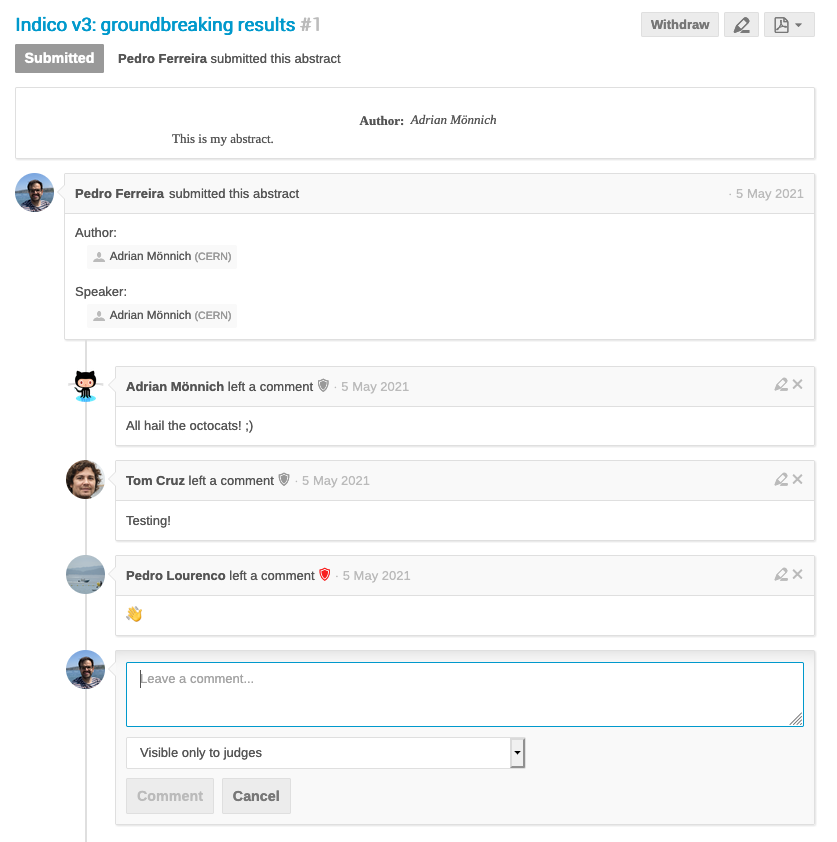 Indico v3: groundbreaking results #1
Withdraw
Submitted Pedro Ferreira submitted this abstract
Author: Adrian Mönnich
This is my abstract.
Pedro Ferreira submitted this abstract · 5 May 2021
Author:
Adrian Mönnich (CERN)
Speaker:
Adrian Mönnich (CERN)
Adrian Mönnich left a comment · 5 May 2021
All hail the octocats! ;)
Tom Cruz left a comment · 5 May 2021
Testing!
Pedro Lourenco left a comment · 5 May 2021
👋
Leave a comment...
Visible only to judges
Comment Cancel